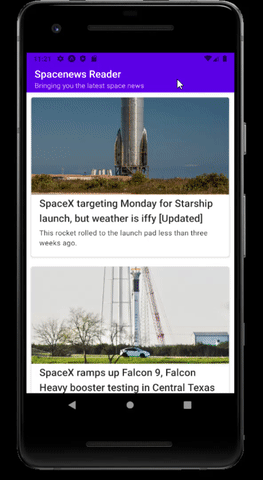 11:21
Spacenews Reader
Bringing you the latest space news
SpaceX targeting Monday for Starship
launch, but weather is iffy [Updated]
This rocket rolled to the launch pad less than three
weeks ago.
SpaceX ramps up Falcon 9, Falcon
Heavy booster testing in Central Texas